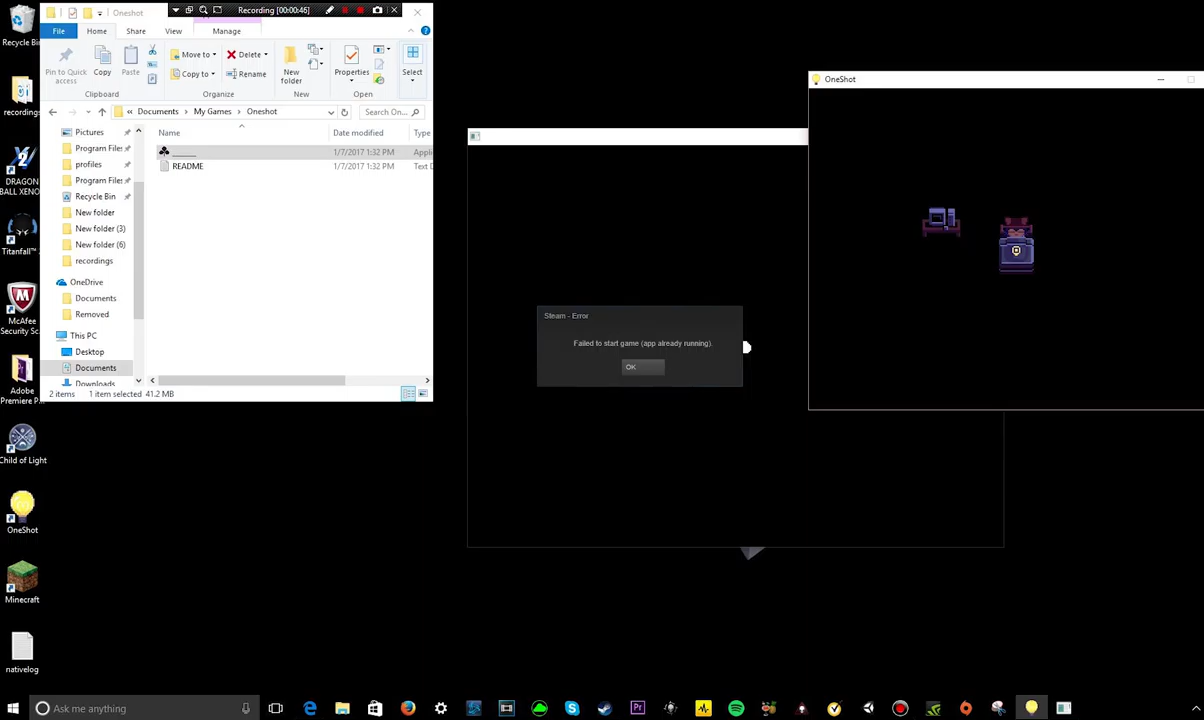 Recycle Bin
recordings
DRAGON
BALL XENO
Titanfall™
McAfee
Security Sc
Adobe
Premiere P...
Child of Light
OneShot
Minecraft
nativelog
Oneshot
Recording [00:00:46]
File
Home
Share
View
Manage
Pin to Quick
access
Copy
Paste
Move to
Copy to
Delete
Rename
New
folder
Properties
Open
Select
Clipboard
Organize
New
« Documents > My Games > Oneshot
Search On...
Name
Date modified
Type
______
1/7/2017 1:32 PM
Appli
README
1/7/2017 1:32 PM
Text D
Pictures
Program Files
profiles
Program Files
Recycle Bin
New folder
New folder (3)
New folder (6)
recordings
OneDrive
Documents
Removed
This PC
Desktop
Documents
Downloads
2 items
1 item selected 41.2 MB
Steam - Error
Failed to start game (app already running).
OK
OneShot
Ask me anything